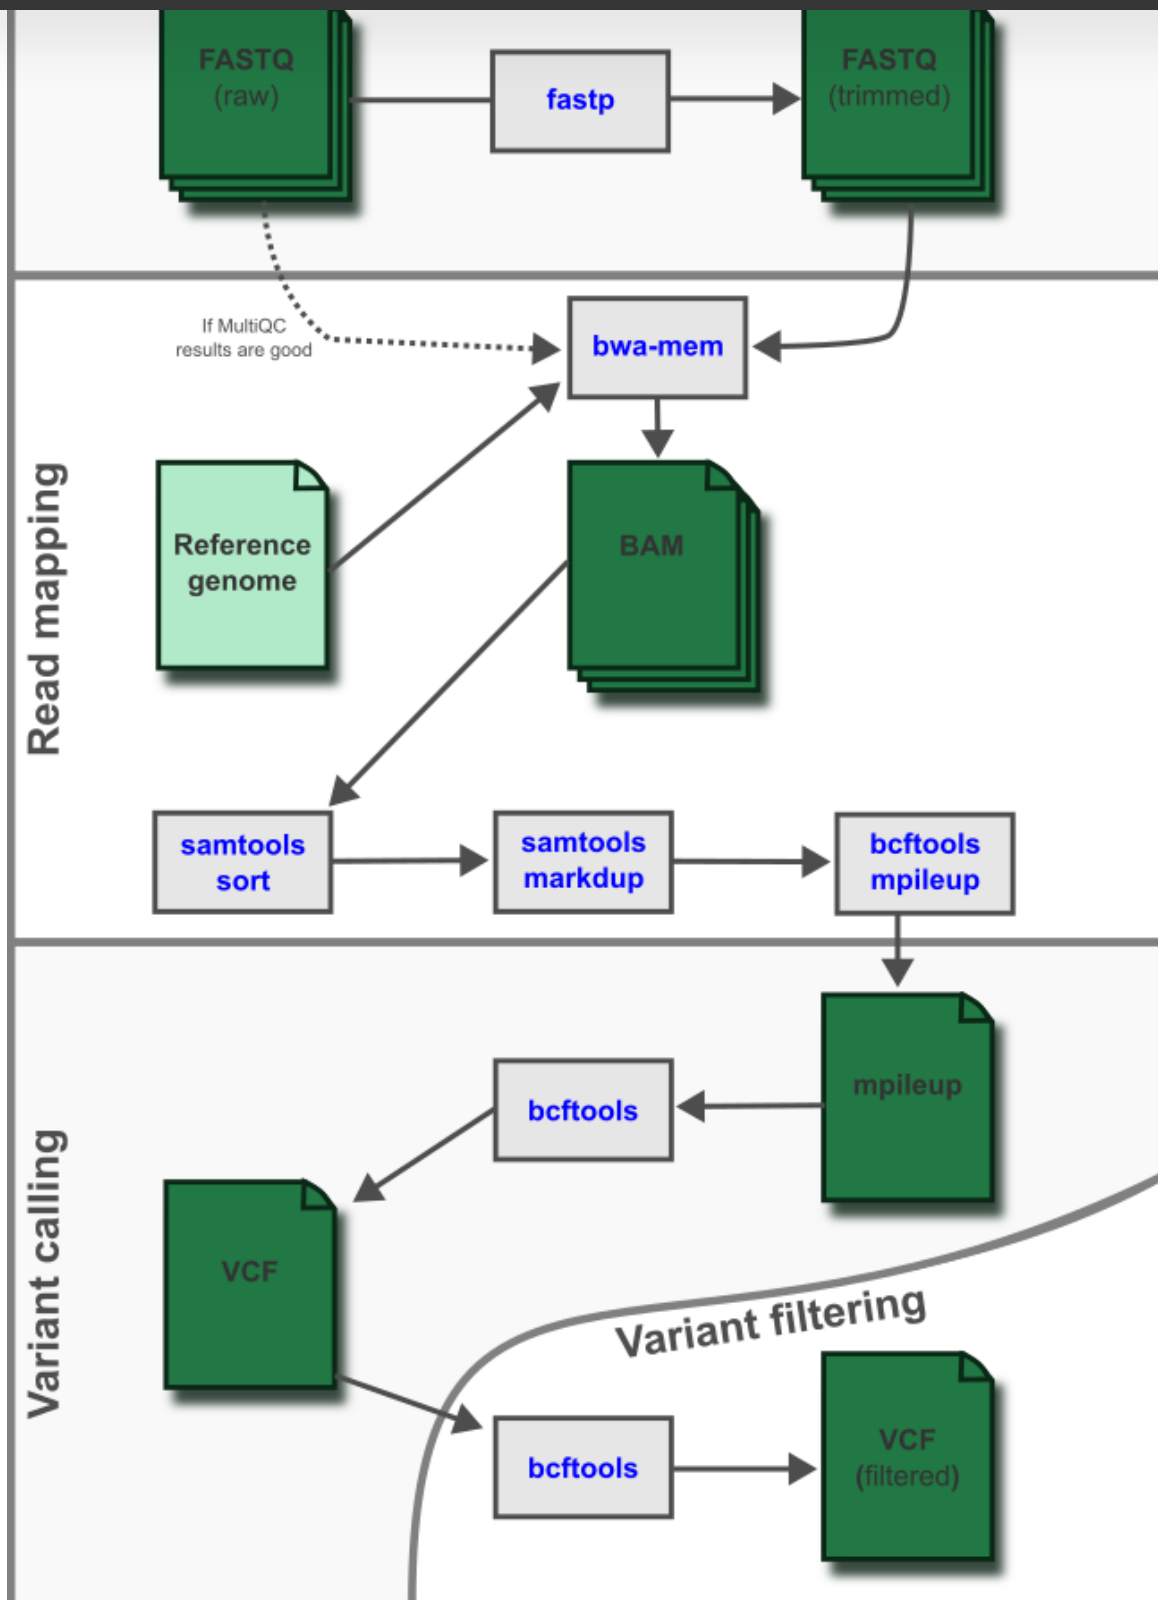 FASTQ
(raw)
fastp
FASTQ
(trimmed)
If MultiQC
results are good
bwa-mem
Read mapping
Reference
genome
BAM
samtools
sort
samtools
markdup
bcftools
mpileup
Variant calling
mpileup
bcftools
VCF
Variant filtering
bcftools
VCF
(filtered)